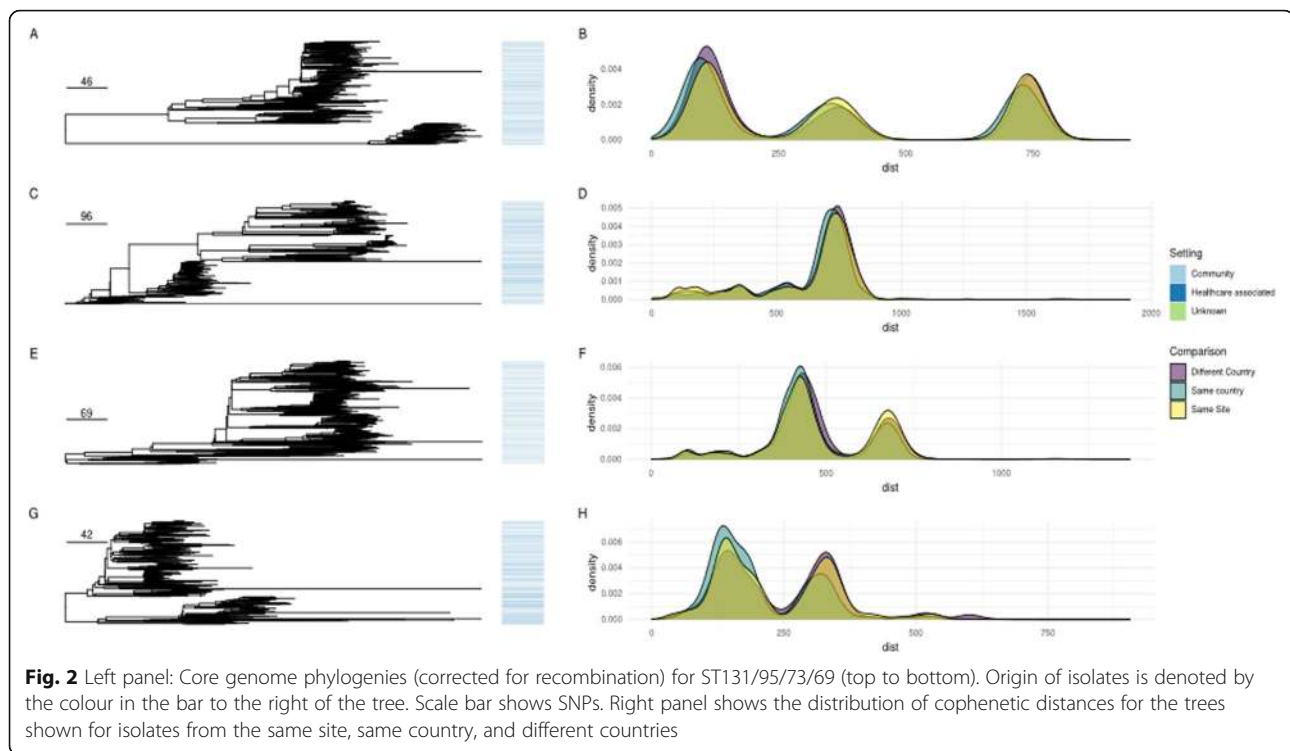 A
46
B
density
0.004
0.002
0.000
0
250
500
750
dist
C
96
D
density
0.005
0.004
0.003
0.002
0.001
0.000
0
500
1000
1500
2000
dist
Setting
Community
Healthcare associated
Unknown
Comparison
Different Country
Same country
Same Site
E
69
F
density
0.006
0.004
0.002
0.000
0
500
1000
dist
G
42
H
density
0.006
0.004
0.002
0.000
0
250
500
750
dist
Fig. 2 Left panel: Core genome phylogenies (corrected for recombination) for ST131/95/73/69 (top to bottom). Origin of isolates is denoted by
the colour in the bar to the right of the tree. Scale bar shows SNPs. Right panel shows the distribution of cophenetic distances for the trees
shown for isolates from the same site, same country, and different countries